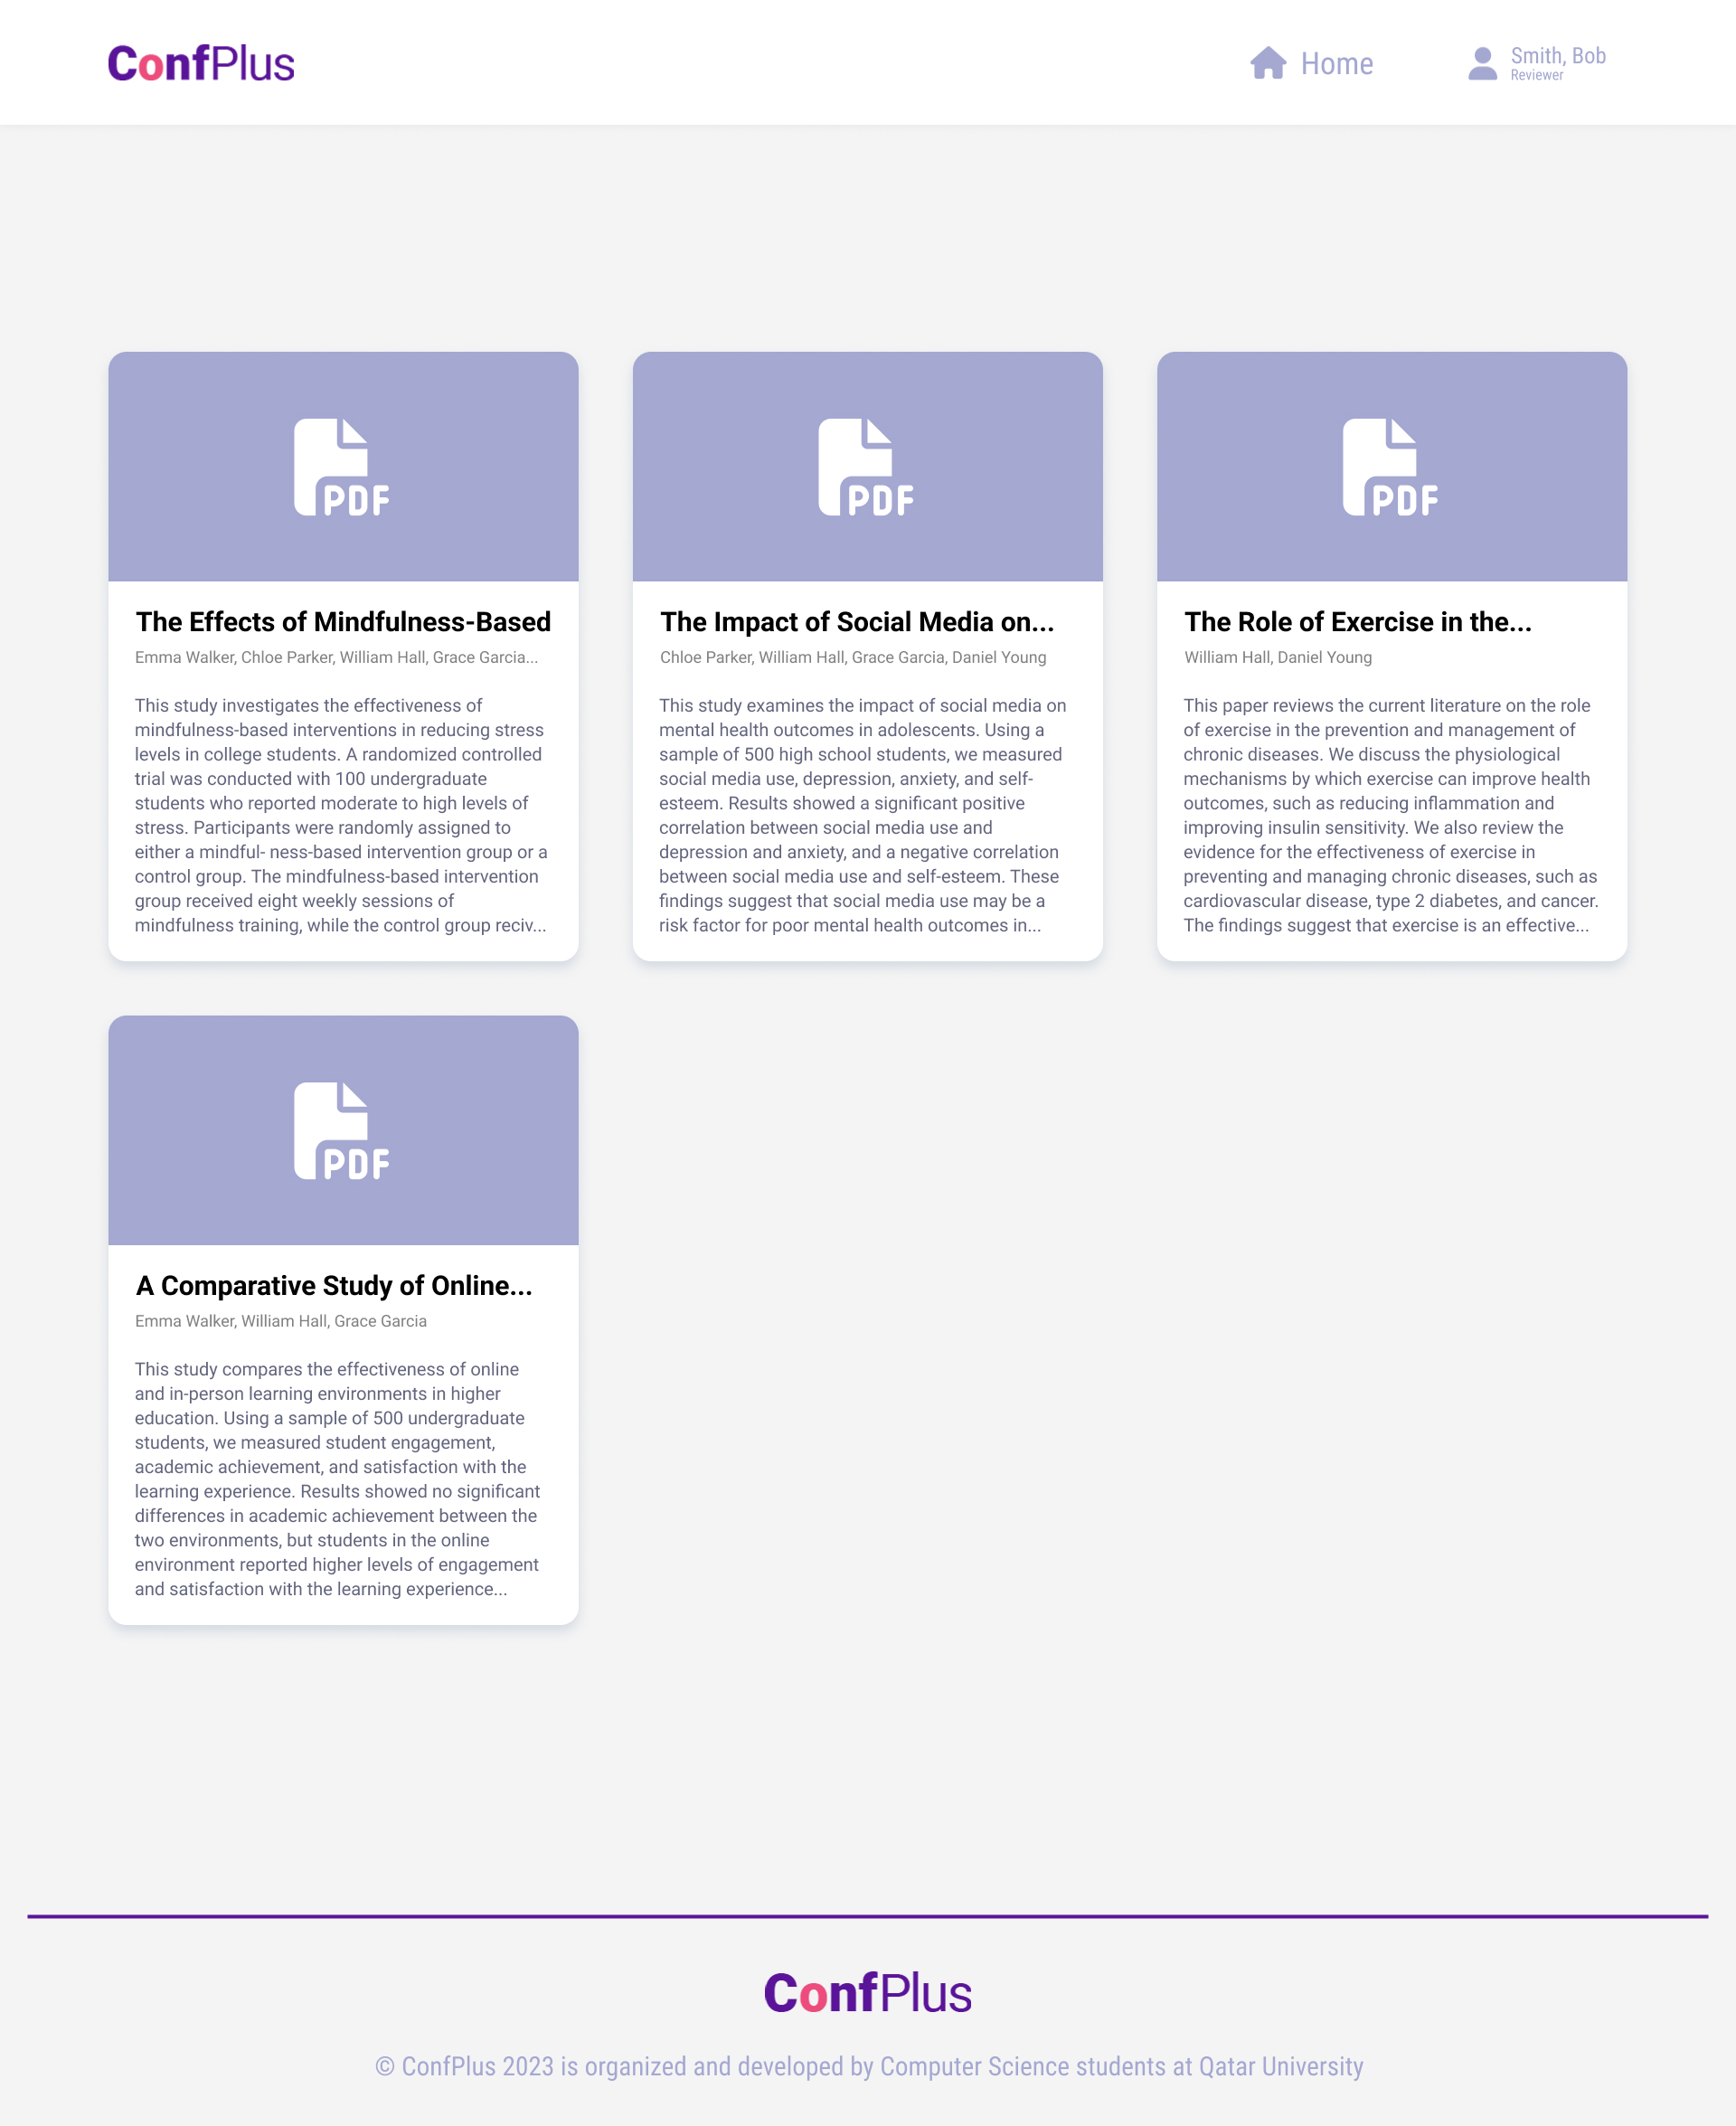 ConfPlus
Home
Smith, Bob
Reviewer
PDF
The Effects of Mindfulness-Based
Emma Walker, Chloe Parker, William Hall, Grace Garcia...
This study investigates the effectiveness of
mindfulness-based interventions in reducing stress
levels in college students. A randomized controlled
trial was conducted with 100 undergraduate
students who reported moderate to high levels of
stress. Participants were randomly assigned to
either a mindful- ness-based intervention group or a
control group. The mindfulness-based intervention
group received eight weekly sessions of
mindfulness training, while the control group reciv...
PDF
The Impact of Social Media on...
Chloe Parker, William Hall, Grace Garcia, Daniel Young
This study examines the impact of social media on
mental health outcomes in adolescents. Using a
sample of 500 high school students, we measured
social media use, depression, anxiety, and self-
esteem. Results showed a significant positive
correlation between social media use and
depression and anxiety, and a negative correlation
between social media use and self-esteem. These
findings suggest that social media use may be a
risk factor for poor mental health outcomes in...
PDF
The Role of Exercise in the...
William Hall, Daniel Young
This paper reviews the current literature on the role
of exercise in the prevention and management of
chronic diseases. We discuss the physiological
mechanisms by which exercise can improve health
outcomes, such as reducing inflammation and
improving insulin sensitivity. We also review the
evidence for the effectiveness of exercise in
preventing and managing chronic diseases, such as
cardiovascular disease, type 2 diabetes, and cancer.
The findings suggest that exercise is an effective...
PDF
A Comparative Study of Online...
Emma Walker, William Hall, Grace Garcia
This study compares the effectiveness of online
and in-person learning environments in higher
education. Using a sample of 500 undergraduate
students, we measured student engagement,
academic achievement, and satisfaction with the
learning experience. Results showed no significant
differences in academic achievement between the
two environments, but students in the online
environment reported higher levels of engagement
and satisfaction with the learning experience...
ConfPlus
© ConfPlus 2023 is organized and developed by Computer Science students at Qatar University